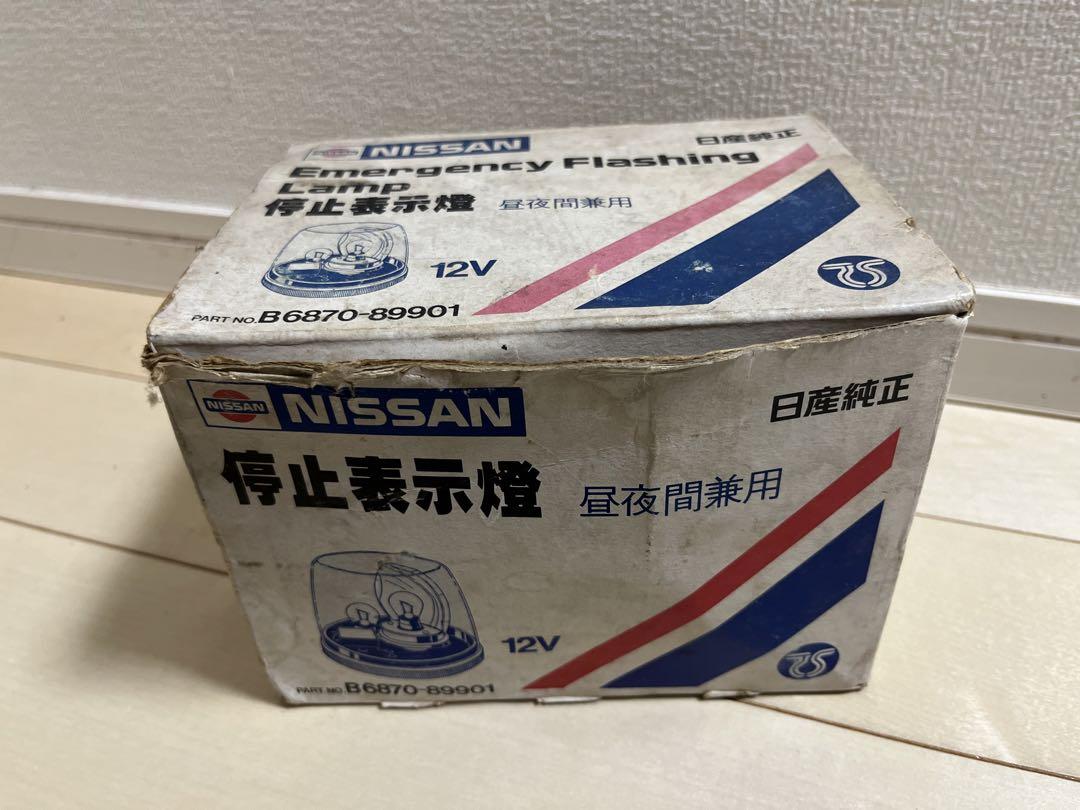 NISSAN
日産純正
Emergency Flashing
Lamp
停止表示燈 昼夜間兼用
12V
PART NO. B6870-89901
NISSAN NISSAN
日産純正
停止表示燈 昼夜間兼用
12V
PART NO. B6870-89901